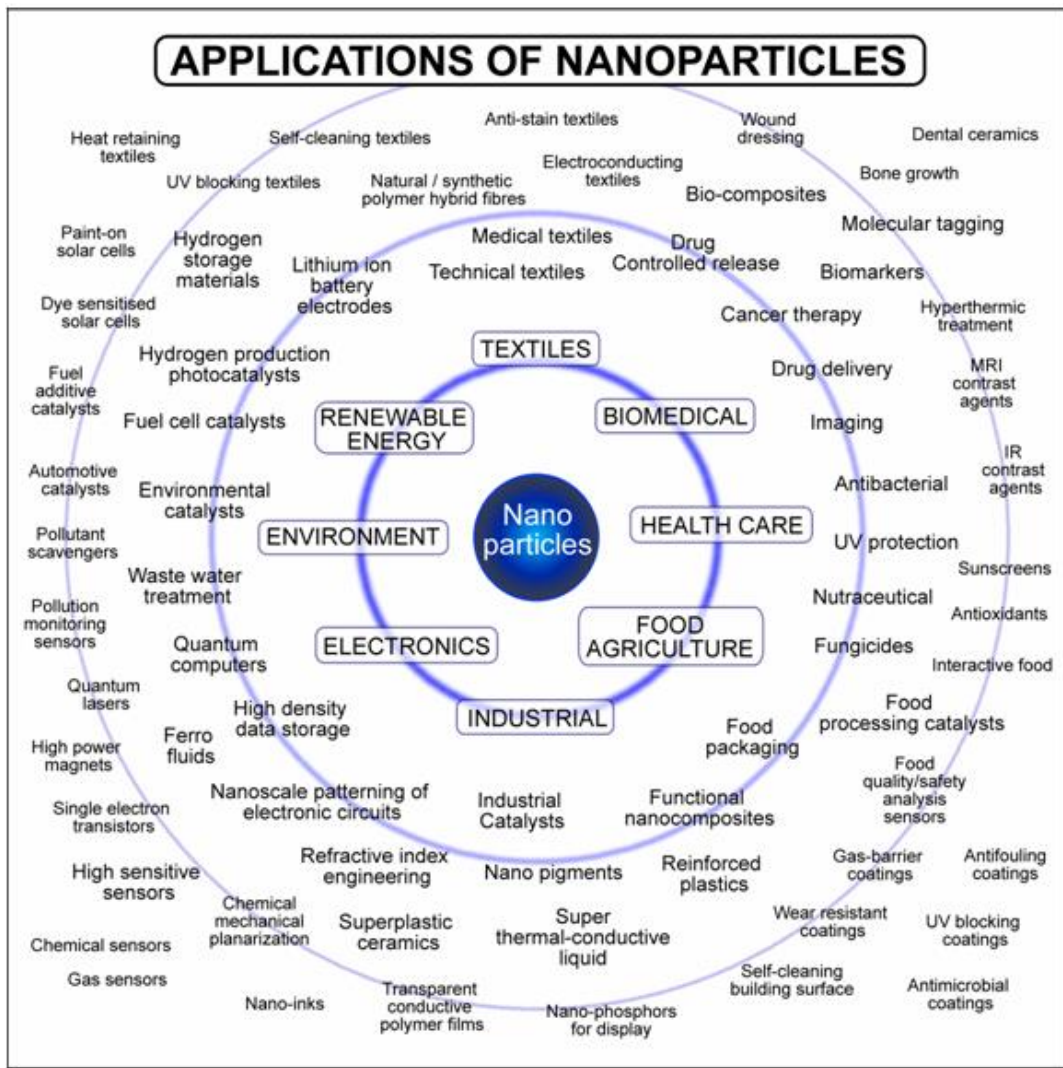 APPLICATIONS OF NANOPARTICLES
Anti-stain textiles
Wound
dressing
Heat retaining
textiles
Self-cleaning textiles
Dental ceramics
Electroconducting
textiles
Bone growth
UV blocking textiles
Natural / synthetic
polymer hybrid fibres
Bio-composites
Molecular tagging
Paint-on
solar cells
Hydrogen
storage
materials
Medical textiles
Drug
Controlled release
Lithium ion
battery
electrodes
Technical textiles
Biomarkers
Dye sensitised
solar cells
Cancer therapy
Hyperthermic
treatment
TEXTILES
Hydrogen production
photocatalysts
Fuel
additive
catalysts
Drug delivery
MRI
contrast
agents
Fuel cell catalysts
RENEWABLE
ENERGY
BIOMEDICAL
Imaging
IR
contrast
agents
Automotive
catalysts
Environmental
catalysts
Antibacterial
Nano
particles
ENVIRONMENT
HEALTH CARE
Pollutant
scavengers
UV protection
Sunscreens
Waste water
treatment
Nutraceutical
Antioxidants
Pollution
monitoring
sensors
ELECTRONICS
FOOD
AGRICULTURE
Quantum
computers
Fungicides
Interactive food
Quantum
lasers
INDUSTRIAL
High density
data storage
Food
processing catalysts
Ferro
fluids
Food
packaging
High power
magnets
Food
quality/safety
analysis
sensors
Nanoscale patterning of
electronic circuits
Industrial
Catalysts
Functional
nanocomposites
Single electron
transistors
Refractive index
engineering
Nano pigments
Reinforced
plastics
Gas-barrier
coatings
Antifouling
coatings
High sensitive
sensors
Chemical
mechanical
planarization
Superplastic
ceramics
Super
thermal-conductive
liquid
Wear resistant
coatings
UV blocking
coatings
Chemical sensors
Gas sensors
Self-cleaning
building surface
Antimicrobial
coatings
Nano-inks
Transparent
conductive
polymer films
Nano-phosphors
for display